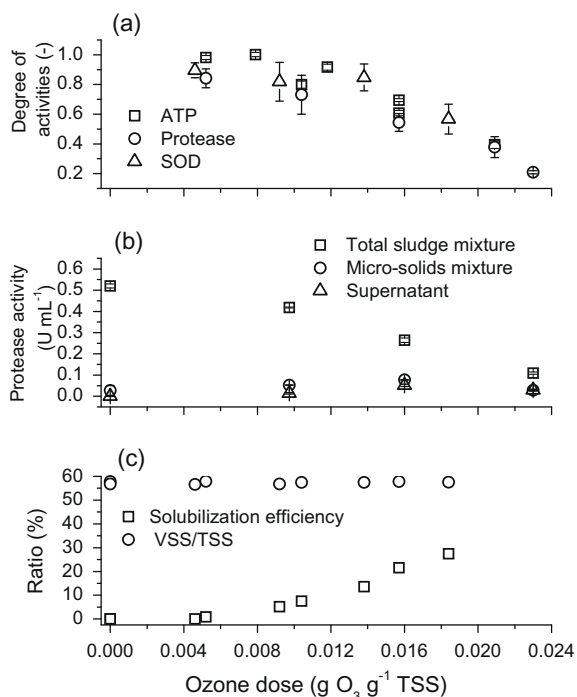 (a)
Degree of
activities (-)
1.0
0.8
0.6
0.4
0.2
ATP
Protease
SOD
(b)
Protease activity
(U mL⁻¹)
0.6
0.5
0.4
0.3
0.2
0.1
0.0
Total sludge mixture
Micro-solids mixture
Supernatant
(c)
Ratio (%)
60
50
40
30
20
10
0
Solubilization efficiency
VSS/TSS
0.000 0.004 0.008 0.012 0.016 0.020 0.024
Ozone dose (g O₃ g⁻¹ TSS)